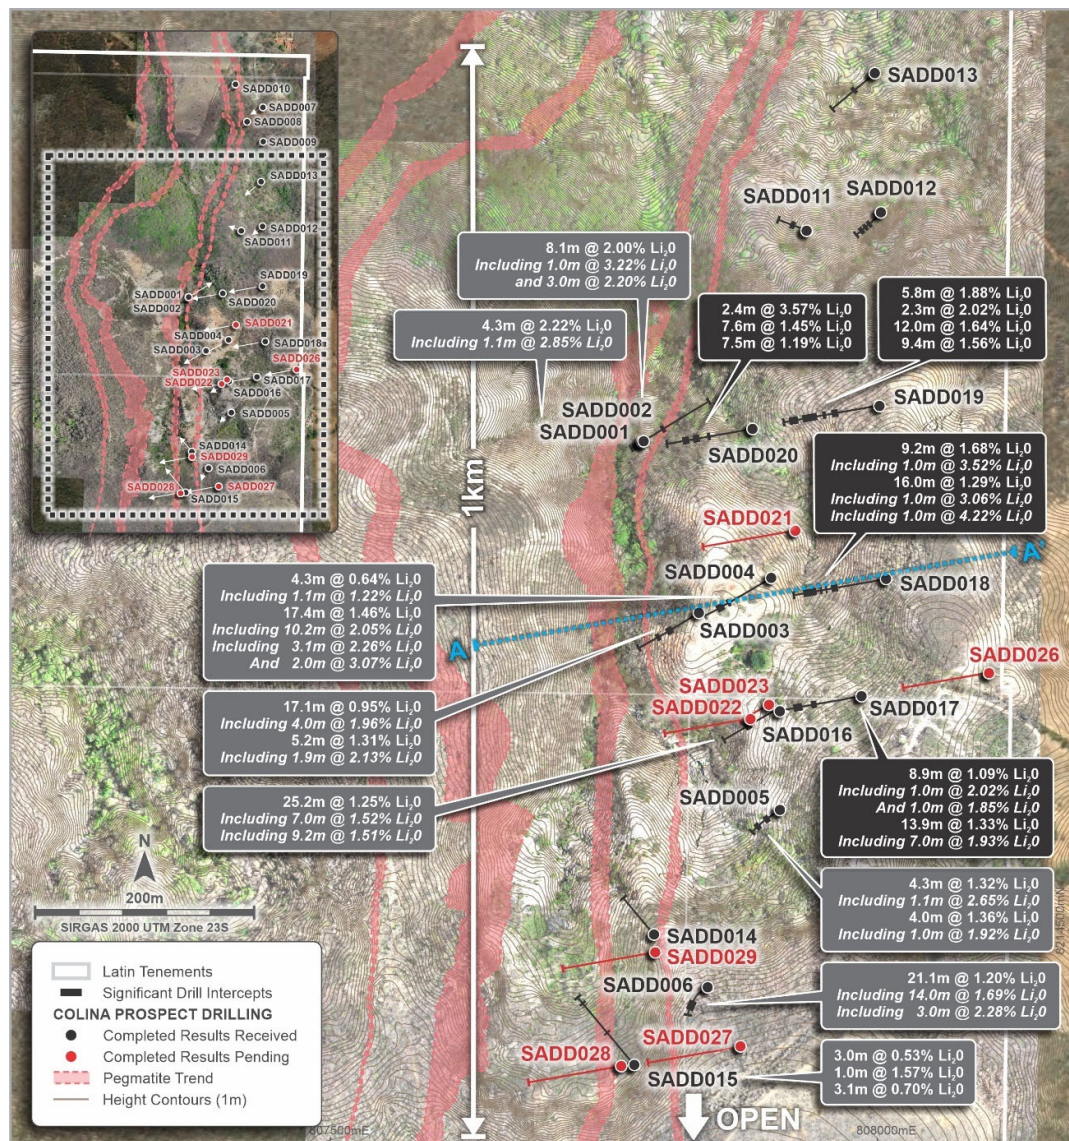 SADD010
SADD007
SADD008
SADD009
SADD013
SADD012
SADD011
SADD019
SADD001
SADD020
SADD002
SADD021
SADD004
SADD018
SADD003
SADD026
SADD023
SADD017
SADD022
SADD016
SADD005
SADD014
SADD029
SADD006
SADD028
SADD027
SADD015
1km
SADD013
SADD011
SADD012
8.1m @ 2.00% Li₂0
Including 1.0m @ 3.22% Li₂0
and 3.0m @ 2.20% Li₂0
4.3m @ 2.22% Li₂0
Including 1.1m @ 2.85% Li₂0
2.4m @ 3.57% Li₂0
7.6m @ 1.45% Li₂0
7.5m @ 1.19% Li₂0
5.8m @ 1.88% Li₂0
2.3m @ 2.02% Li₂0
12.0m @ 1.64% Li₂0
9.4m @ 1.56% Li₂0
SADD002
SADD001
SADD019
SADD020
9.2m @ 1.68% Li₂0
Including 1.0m @ 3.52% Li₂0
16.0m @ 1.29% Li₂0
Including 1.0m @ 3.06% Li₂0
Including 1.0m @ 4.22% Li₂0
SADD021
A'
SADD004
SADD018
SADD003
A
4.3m @ 0.64% Li₂0
Including 1.1m @ 1.22% Li₂0
17.4m @ 1.46% Li₂0
Including 10.2m @ 2.05% Li₂0
Including 3.1m @ 2.26% Li₂0
And 2.0m @ 3.07% Li₂0
SADD026
SADD023
SADD022
SADD017
SADD016
17.1m @ 0.95% Li₂0
Including 4.0m @ 1.96% Li₂0
5.2m @ 1.31% Li₂0
Including 1.9m @ 2.13% Li₂0
8.9m @ 1.09% Li₂0
Including 1.0m @ 2.02% Li₂0
And 1.0m @ 1.85% Li₂0
13.9m @ 1.33% Li₂0
Including 7.0m @ 1.93% Li₂0
25.2m @ 1.25% Li₂0
Including 7.0m @ 1.52% Li₂0
Including 9.2m @ 1.51% Li₂0
SADD005
4.3m @ 1.32% Li₂0
Including 1.1m @ 2.65% Li₂0
4.0m @ 1.36% Li₂0
Including 1.0m @ 1.92% Li₂0
N
200m
SIRGAS 2000 UTM Zone 23S
8214500mN
SADD014
SADD029
SADD006
21.1m @ 1.20% Li₂0
Including 14.0m @ 1.69% Li₂0
Including 3.0m @ 2.28% Li₂0
SADD027
SADD028
SADD015
3.0m @ 0.53% Li₂0
1.0m @ 1.57% Li₂0
3.1m @ 0.70% Li₂0
OPEN
Latin Tenements
Significant Drill Intercepts
COLINA PROSPECT DRILLING
Completed Results Received
Completed Results Pending
Pegmatite Trend
Height Contours (1m)
807500mE
808000mE